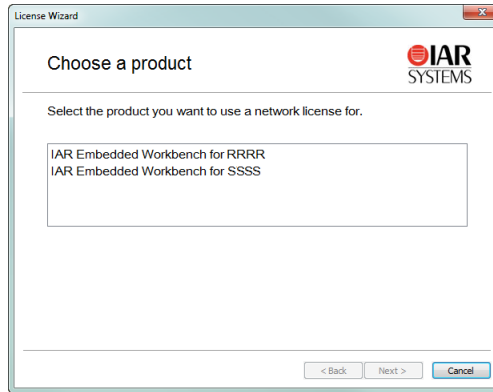 License Wizard
Choose a product
IAR
SYSTEMS
Select the product you want to use a network license for.
IAR Embedded Workbench for RRRR
IAR Embedded Workbench for SSSS
< Back
Next >
Cancel